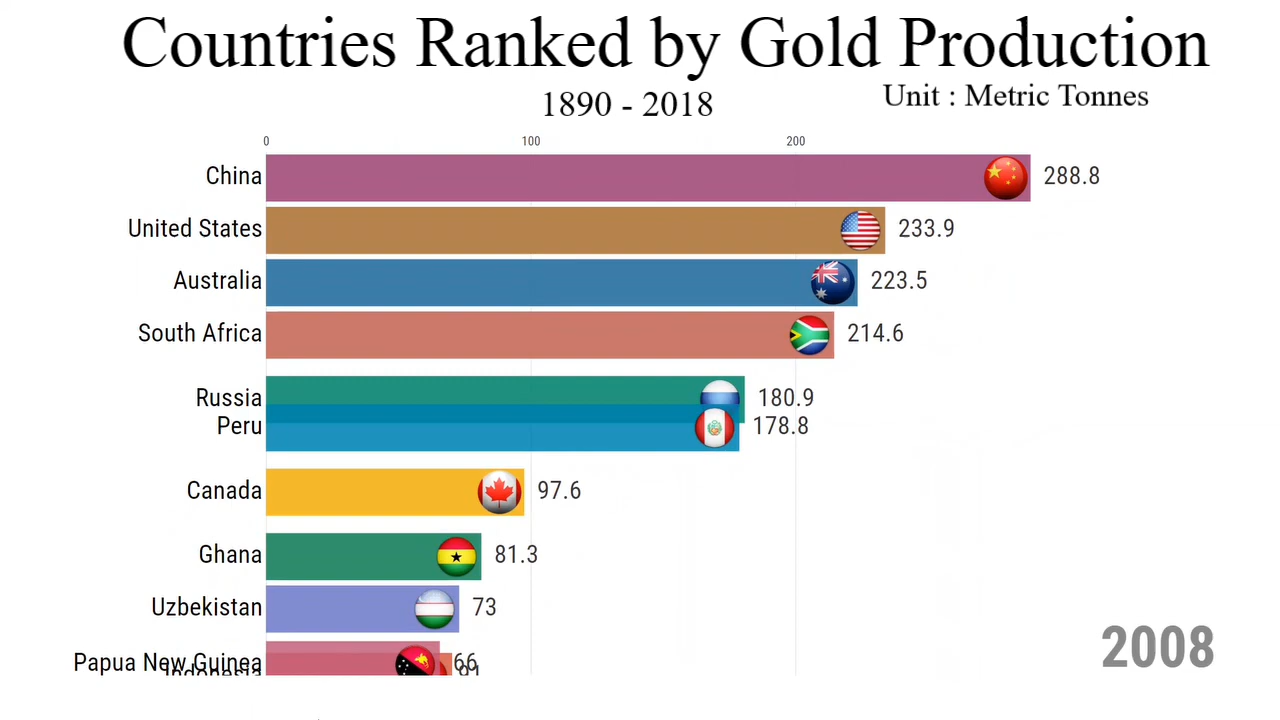 Countries Ranked by Gold Production
1890 - 2018
Unit : Metric Tonnes
0 100 200
China 288.8
United States 233.9
Australia 223.5
South Africa 214.6
Russia 180.9
Peru 178.8
Canada 97.6
Ghana 81.3
Uzbekistan 73
Papua New Guinea 66
Indonesia 91
2008